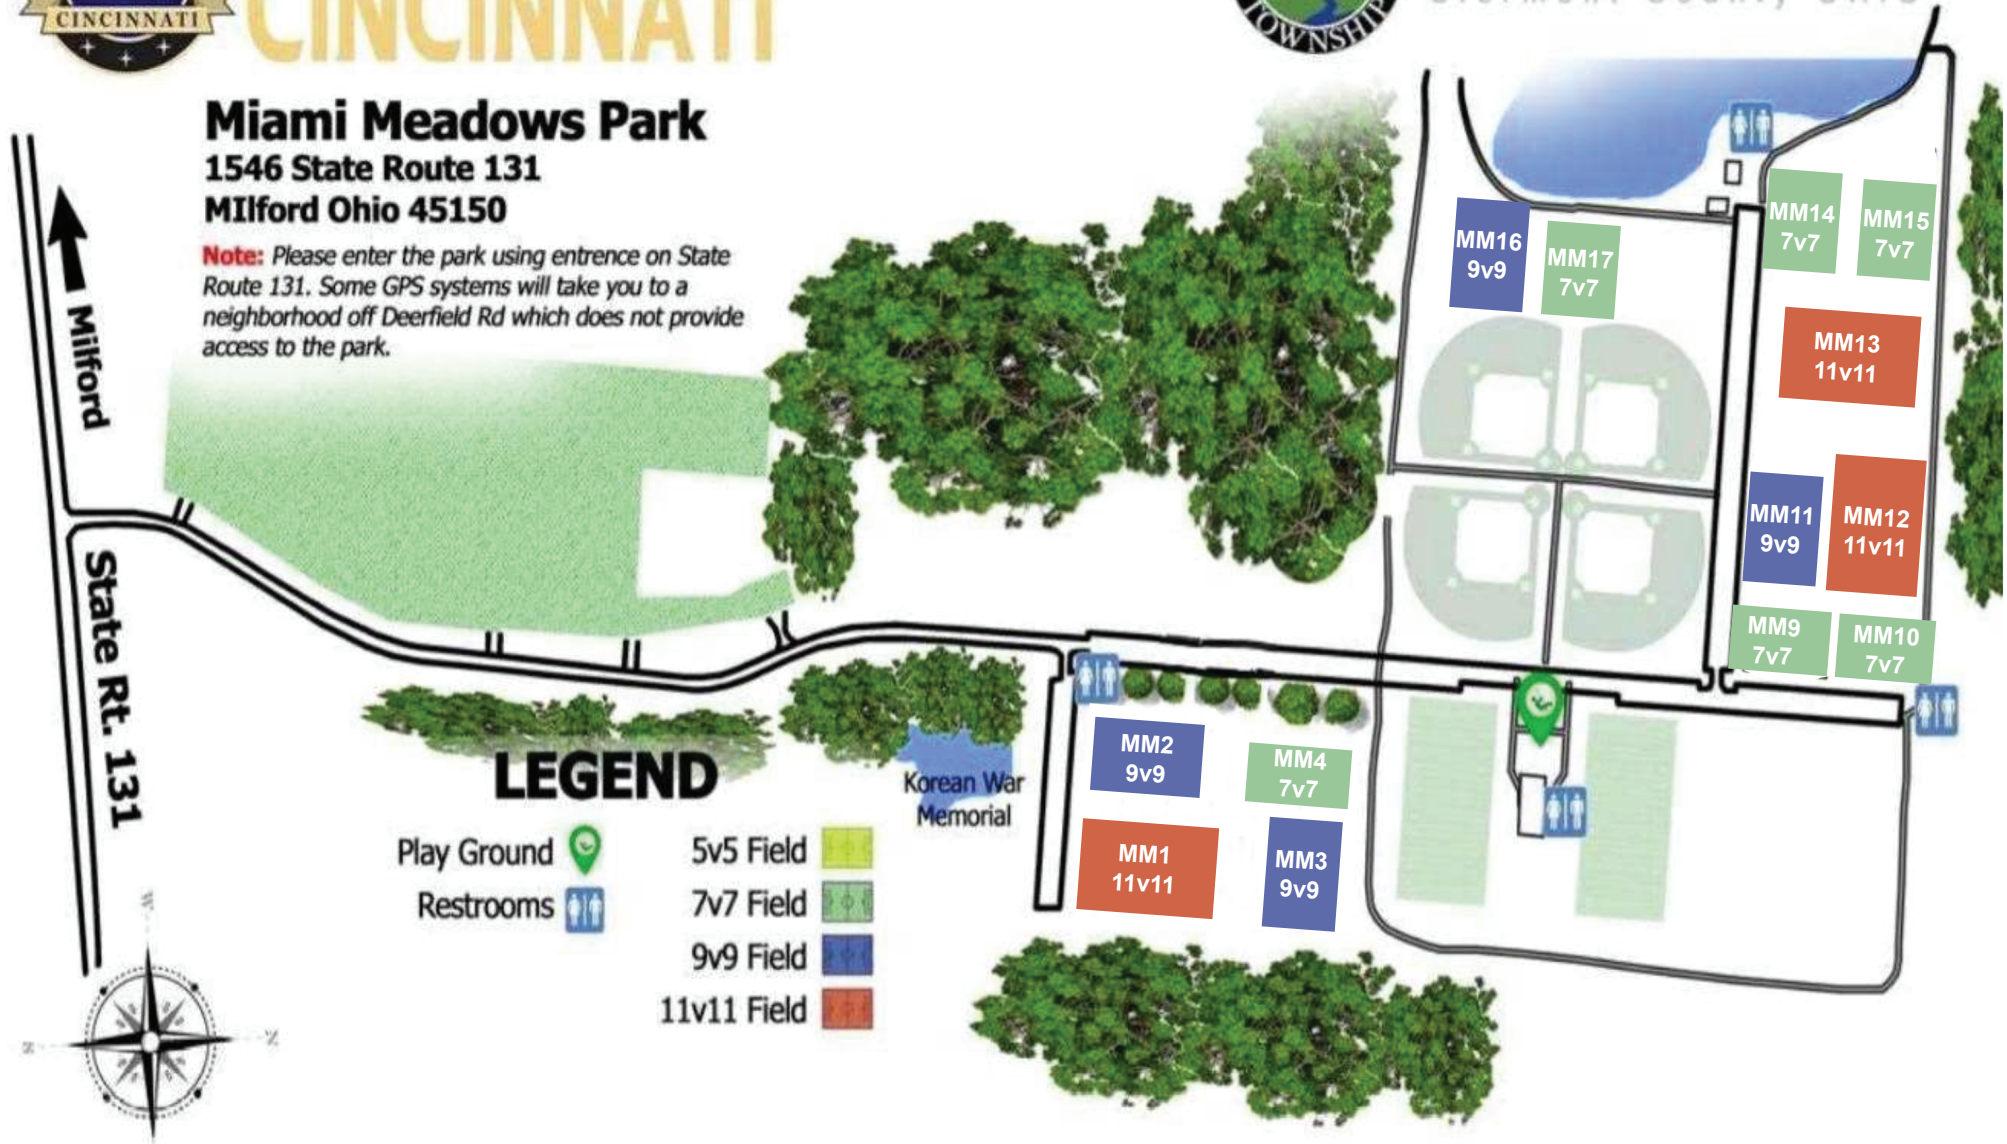 CINCINNATI
CINCINNATI
TOWNSHIP
Miami Meadows Park
1546 State Route 131
MIlford Ohio 45150
Note: Please enter the park using entrence on State
Route 131. Some GPS systems will take you to a
neighborhood off Deerfield Rd which does not provide
access to the park.
Milford
State Rt. 131
MM16
9v9
MM17
7v7
MM14
7v7
MM15
7v7
MM13
11v11
MM11
9v9
MM12
11v11
MM9
7v7
MM10
7v7
MM2
9v9
MM4
7v7
MM1
11v11
MM3
9v9
Korean War
Memorial
LEGEND
Play Ground
Restrooms
5v5 Field
7v7 Field
9v9 Field
11v11 Field